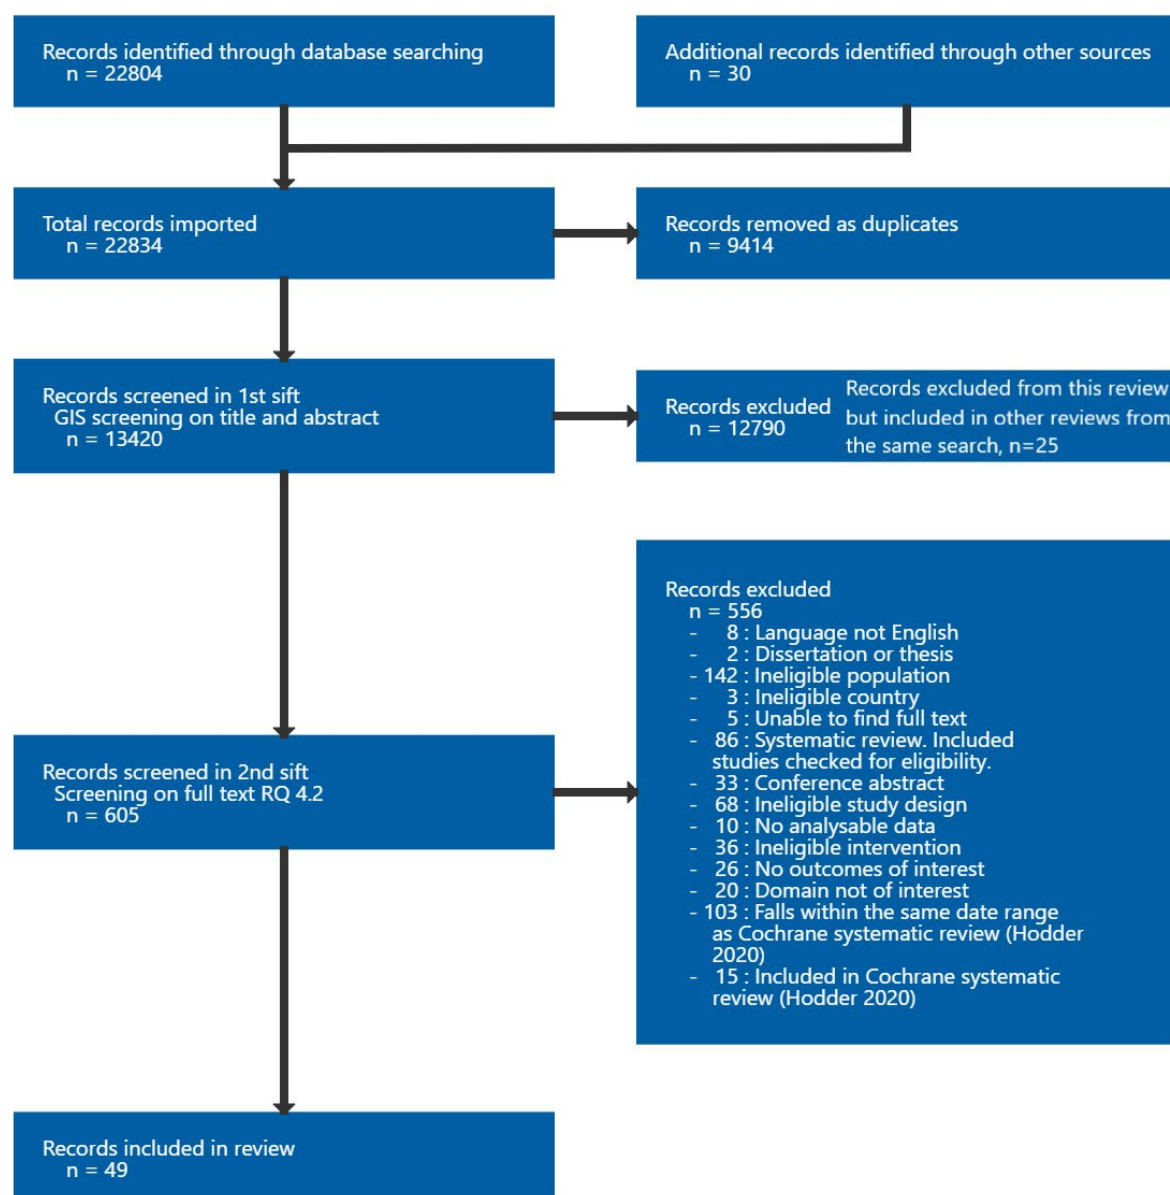 Records identified through database searching
n = 22804
Additional records identified through other sources
n = 30
Total records imported
n = 22834
Records removed as duplicates
n = 9414
Records screened in 1st sift
GIS screening on title and abstract
n = 13420
Records excluded
n = 12790
Records excluded from this review
but included in other reviews from
the same search, n=25
Records screened in 2nd sift
Screening on full text RQ 4.2
n = 605
Records excluded
n = 556
- 8 : Language not English
- 2 : Dissertation or thesis
- 142 : Ineligible population
- 3 : Ineligible country
- 5 : Unable to find full text
- 86 : Systematic review. Included
studies checked for eligibility.
- 33 : Conference abstract
- 68 : Ineligible study design
- 10 : No analysable data
- 36 : Ineligible intervention
- 26 : No outcomes of interest
- 20 : Domain not of interest
- 103 : Falls within the same date range
as Cochrane systematic review (Hodder
2020)
- 15 : Included in Cochrane systematic
review (Hodder 2020)
Records included in review
n = 49